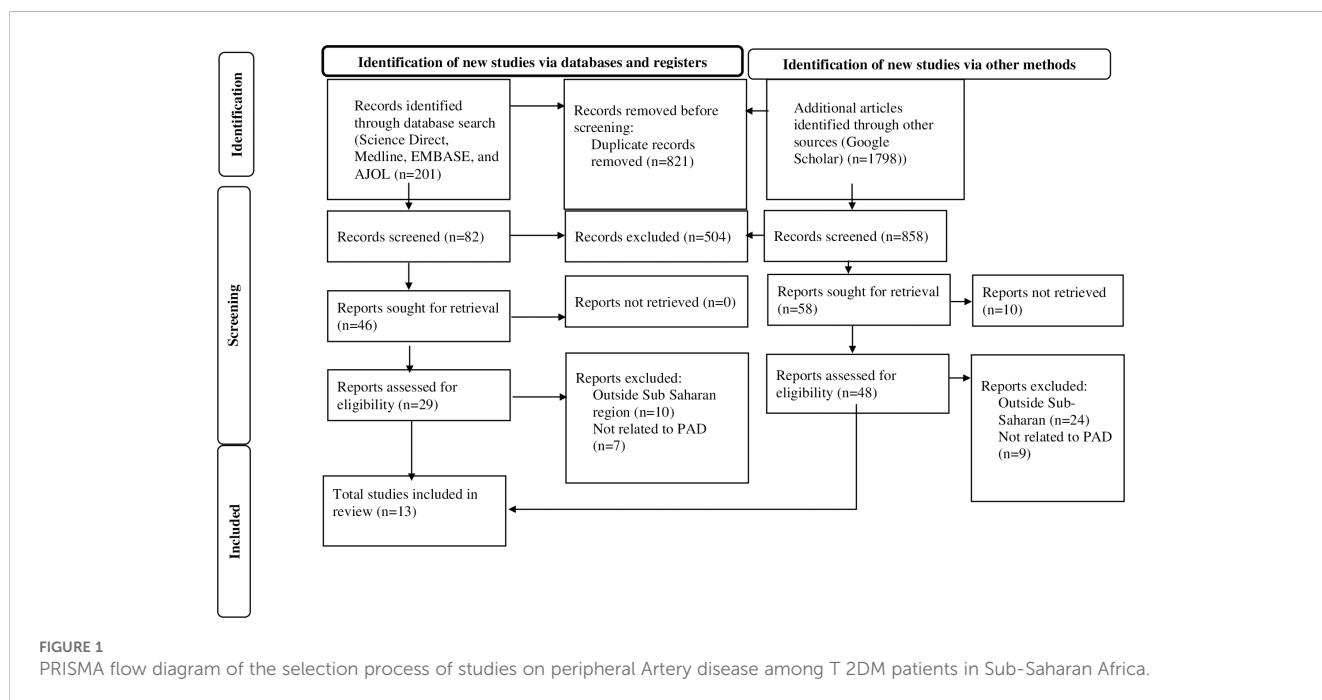 Identification of new studies via databases and registers
Identification of new studies via other methods
Identification
Records identified
through database search
(Science Direct,
Medline, EMBASE, and
AJOL (n=201)
Records removed before
screening:
Duplicate records
removed (n=821)
Additional articles
identified through other
sources (Google
Scholar) (n=1798))
Screening
Records screened (n=82)
Records excluded (n=504)
Records screened (n=858)
Reports sought for retrieval
(n=46)
Reports not retrieved (n=0)
Reports sought for retrieval
(n=58)
Reports not retrieved
(n=10)
Reports assessed for
eligibility (n=29)
Reports excluded:
Outside Sub Saharan
region (n=10)
Not related to PAD
(n=7)
Reports assessed for
eligibility (n=48)
Reports excluded:
Outside Sub-
Saharan (n=24)
Not related to PAD
(n=9)
Included
Total studies included in
review (n=13)
FIGURE 1
PRISMA flow diagram of the selection process of studies on peripheral Artery disease among T 2DM patients in Sub-Saharan Africa.